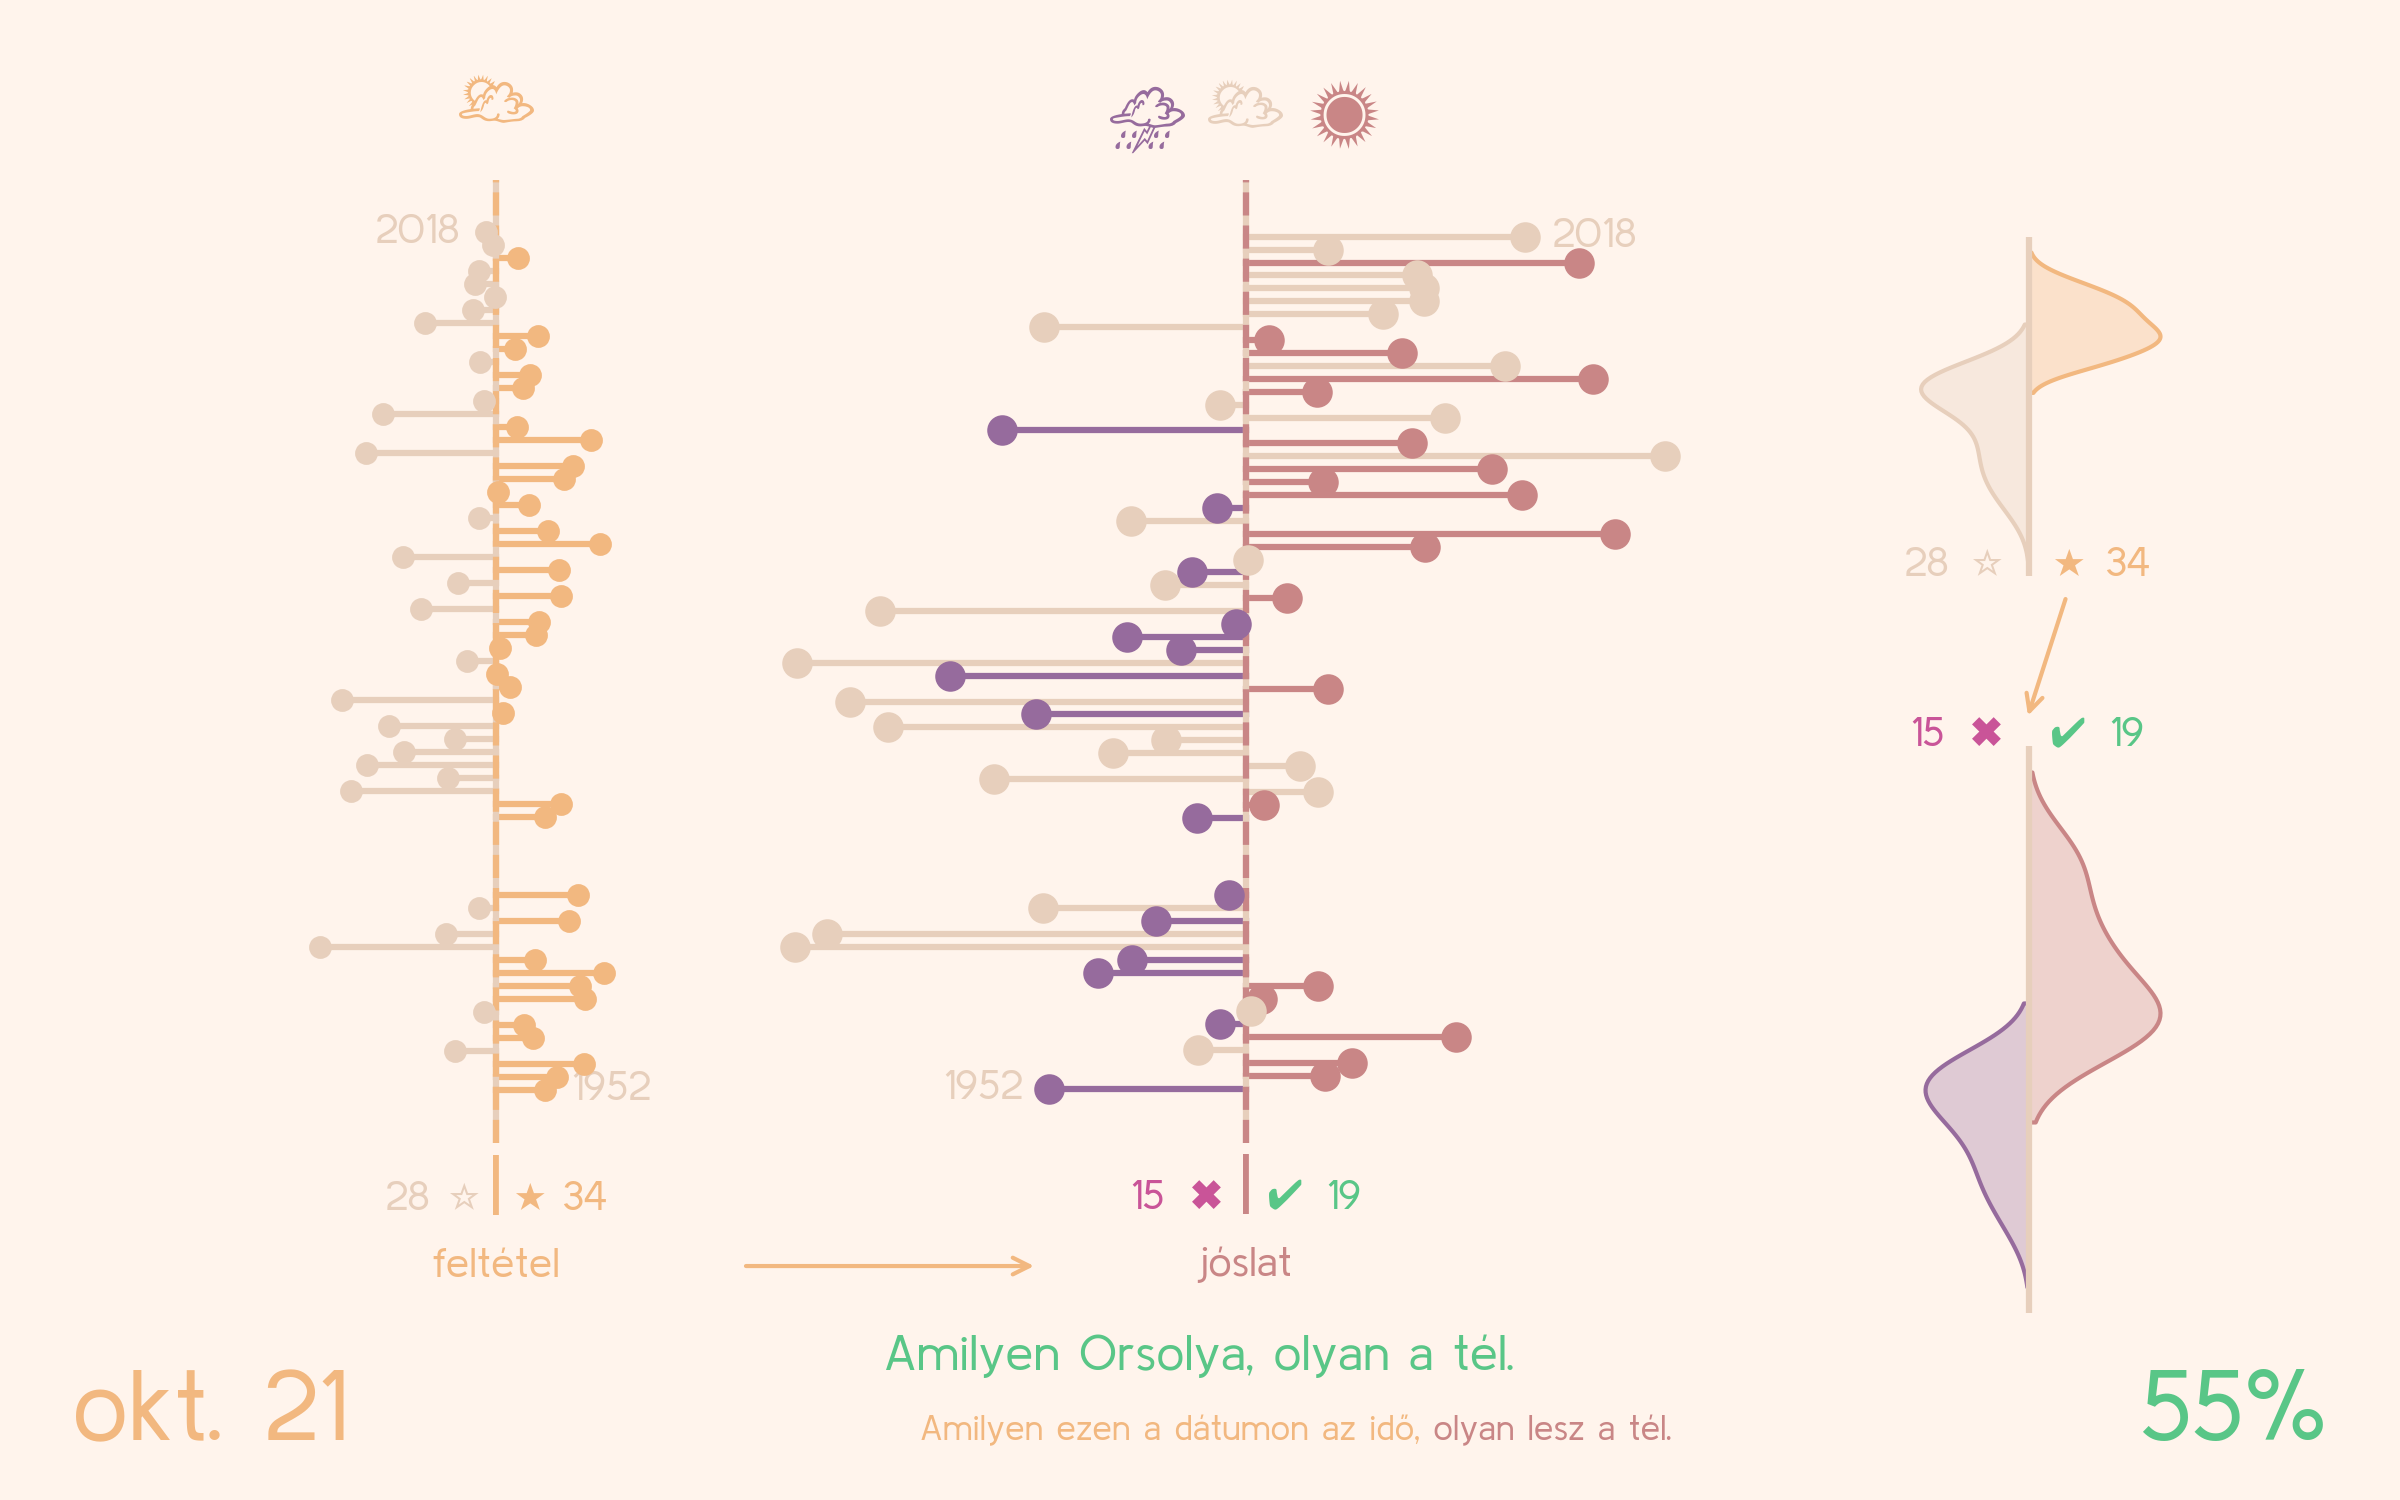 2018
2018
28 ☆ ★ 34
15 ✖ ✔ 19
1952
1952
28 ☆ ★ 34
15 ✖ ✔ 19
feltétel
jóslat
Amilyen Orsolya, olyan a tél.
okt. 21
55%
Amilyen ezen a dátumon az idő, olyan lesz a tél.